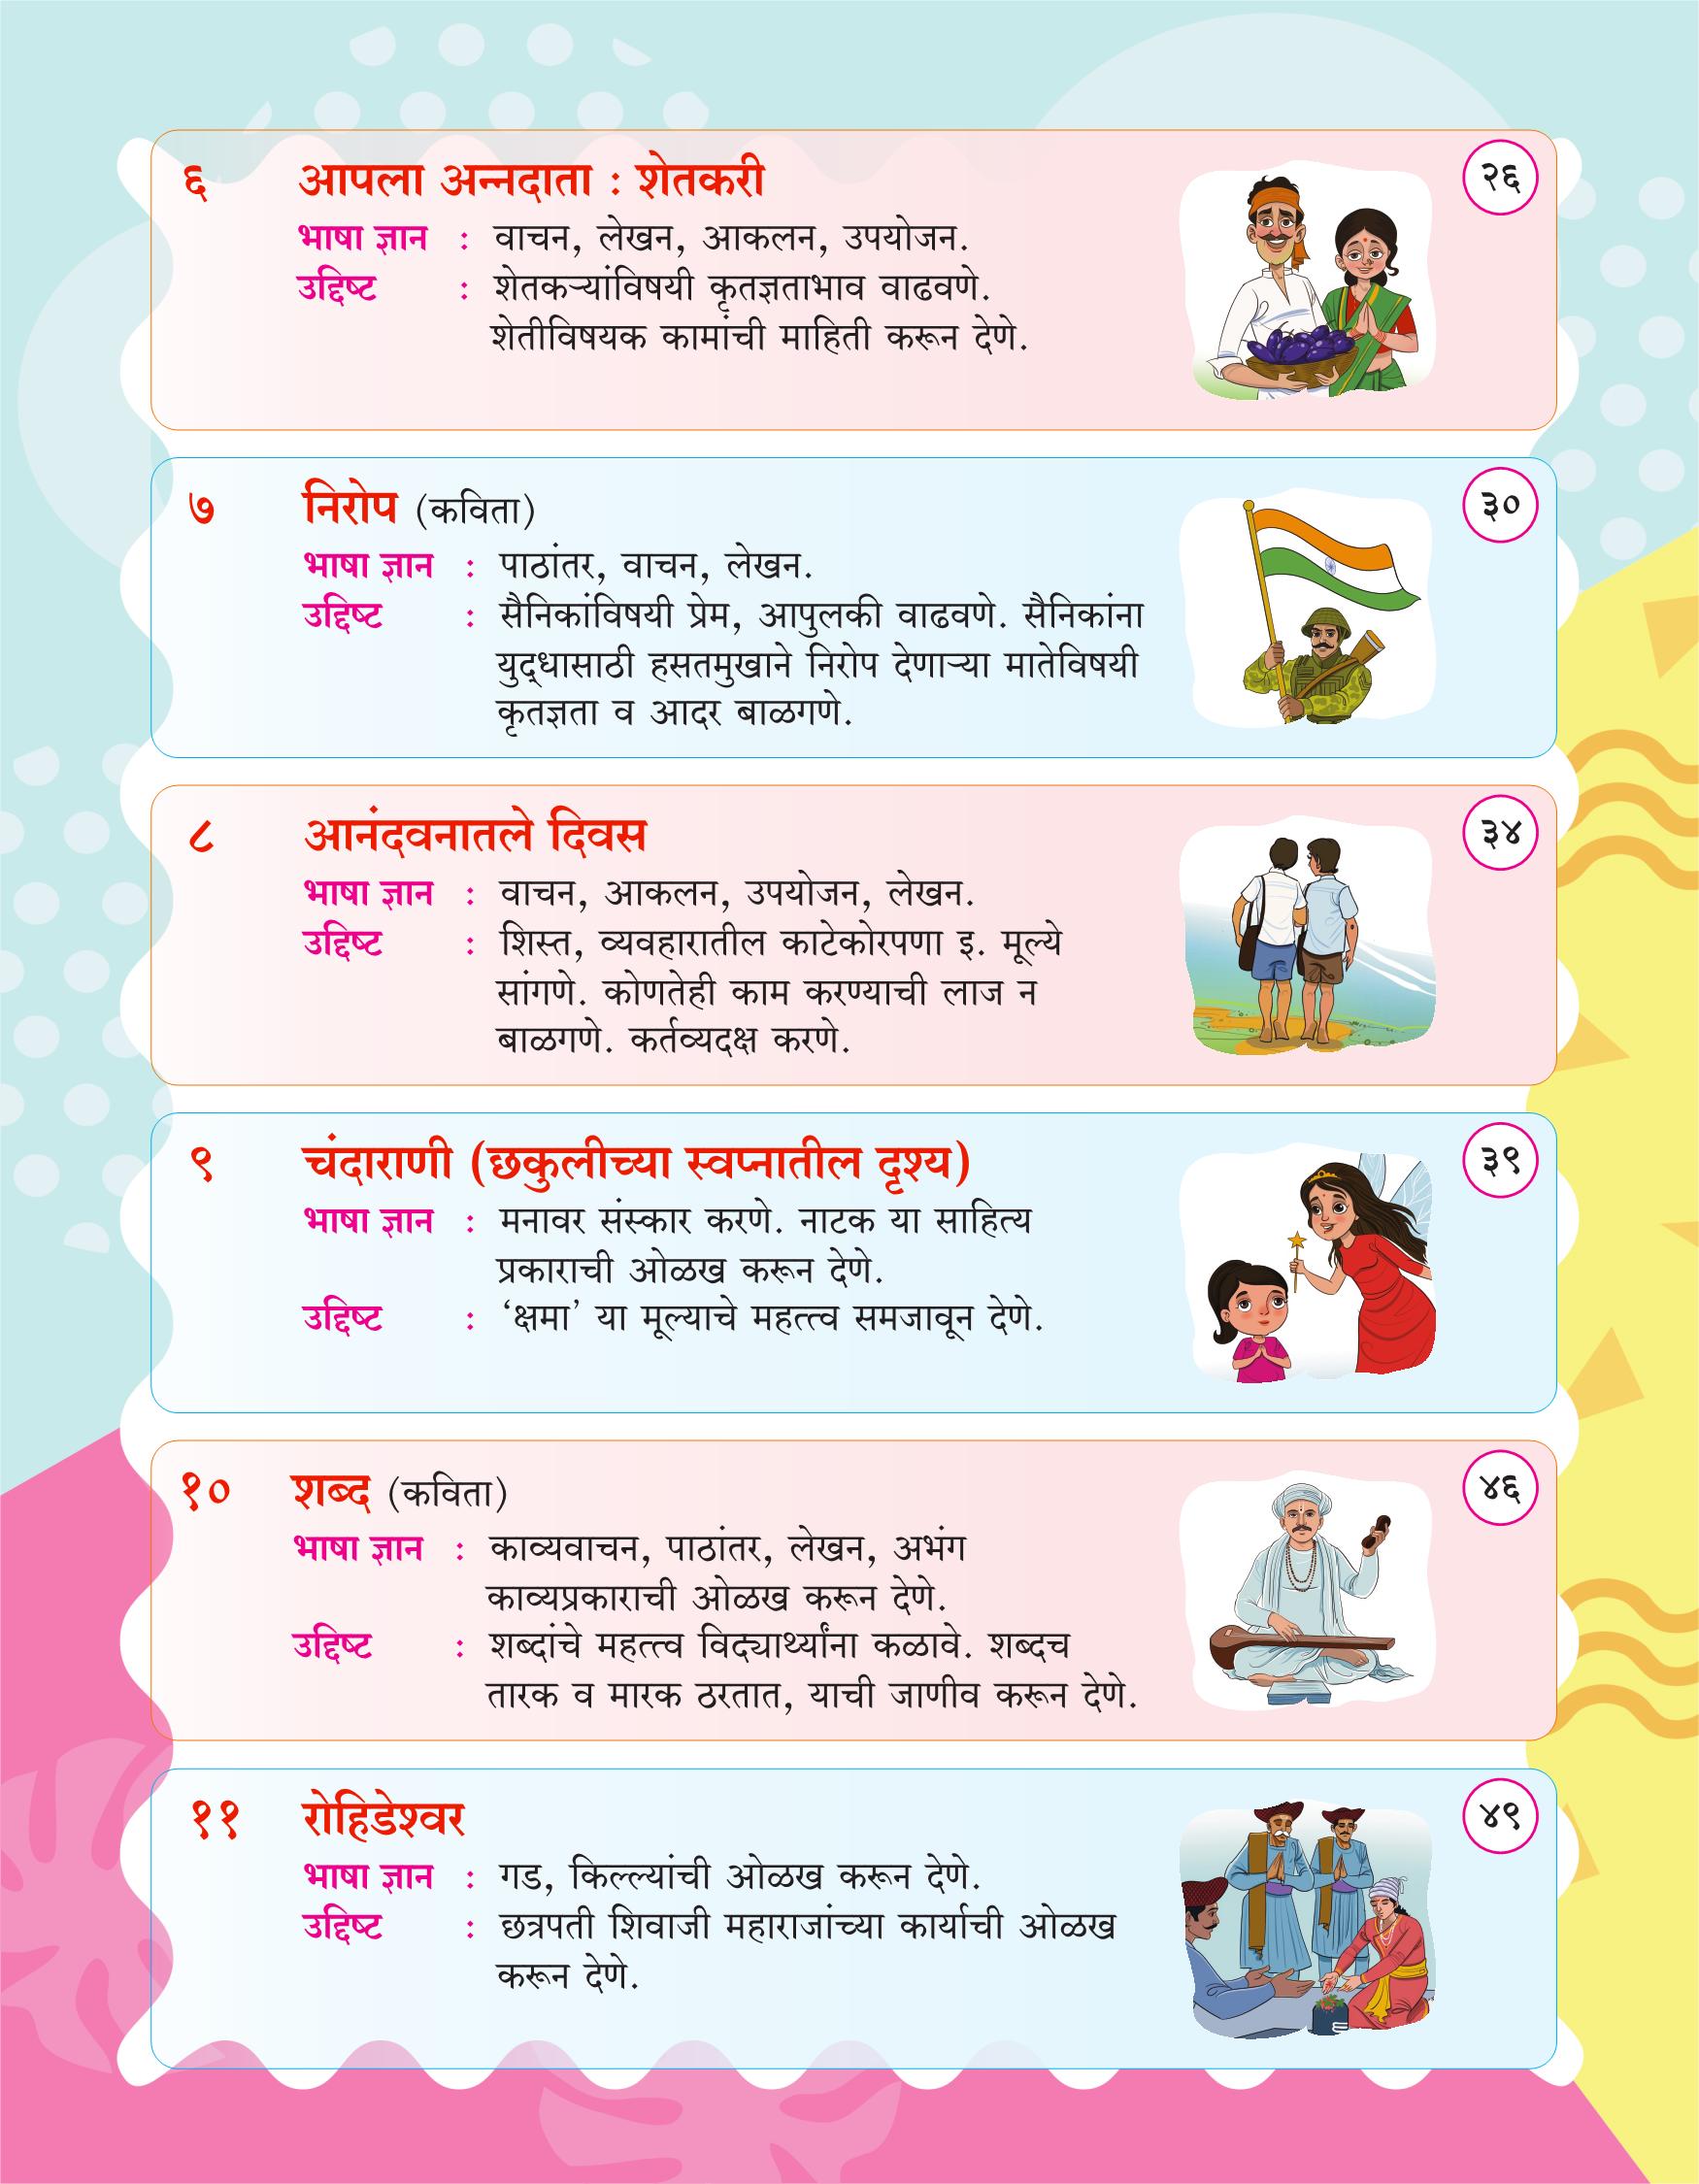 ६ आपला अन्नदाता : शेतकरी २६
भाषा ज्ञान : वाचन, लेखन, आकलन, उपयोजन.
उद्दिष्ट : शेतकऱ्यांविषयी कृतज्ञताभाव वाढवणे.
शेतीविषयक कामांची माहिती करून देणे.
७ निरोप (कविता) ३०
भाषा ज्ञान : पाठांतर, वाचन, लेखन.
उद्दिष्ट : सैनिकांविषयी प्रेम, आपुलकी वाढवणे. सैनिकांना
युद्धासाठी हसतमुखाने निरोप देणाऱ्या मातेविषयी
कृतज्ञता व आदर बाळगणे.
८ आनंदवनातले दिवस ३४
भाषा ज्ञान : वाचन, आकलन, उपयोजन, लेखन.
उद्दिष्ट : शिस्त, व्यवहारातील काटेकोरपणा इ. मूल्ये
सांगणे. कोणतेही काम करण्याची लाज न
बाळगणे. कर्तव्यदक्ष करणे.
९ चंदाराणी (छकुलीच्या स्वप्नातील दृश्य) ३९
भाषा ज्ञान : मनावर संस्कार करणे. नाटक या साहित्य
प्रकाराची ओळख करून देणे.
उद्दिष्ट : ‘क्षमा’ या मूल्याचे महत्त्व समजावून देणे.
१० शब्द (कविता) ४६
भाषा ज्ञान : काव्यवाचन, पाठांतर, लेखन, अभंग
काव्यप्रकाराची ओळख करून देणे.
उद्दिष्ट : शब्दांचे महत्त्व विद्यार्थ्यांना कळावे. शब्दच
तारक व मारक ठरतात, याची जाणीव करून देणे.
११ रोहिडेश्वर ४९
भाषा ज्ञान : गड, किल्ल्यांची ओळख करून देणे.
उद्दिष्ट : छत्रपती शिवाजी महाराजांच्या कार्याची ओळख
करून देणे.